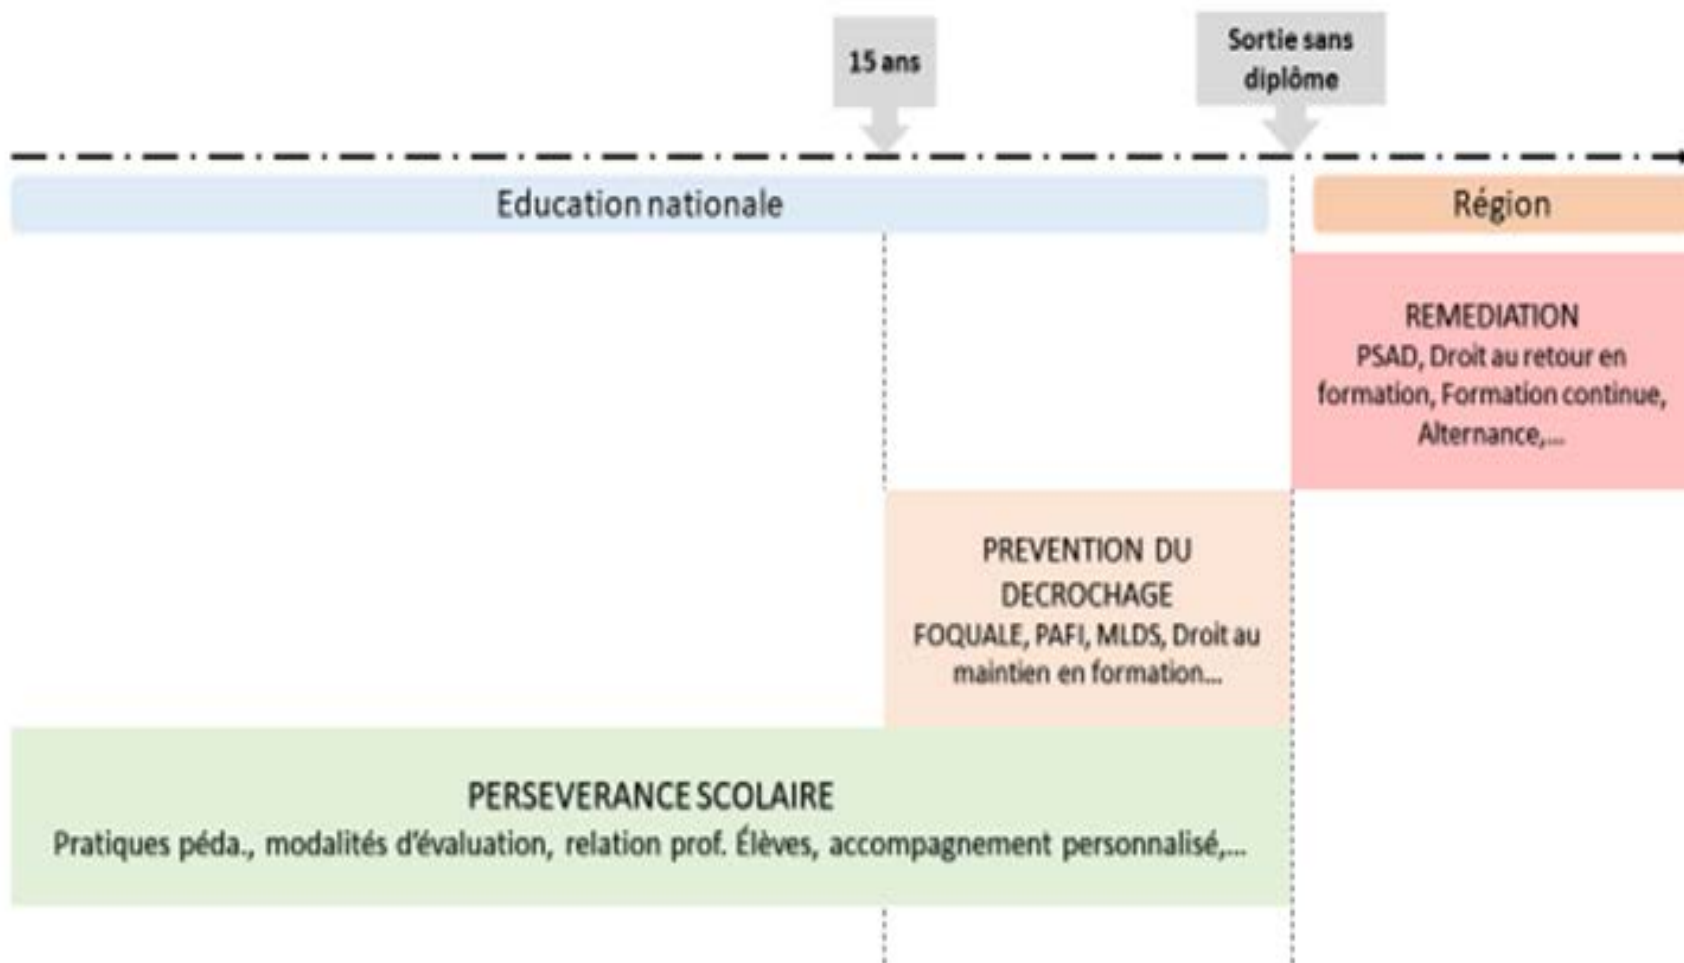 15 ans
Sortie sans
diplôme
Education nationale
Région
REMEDIATION
PSAD, Droit au retour en
formation, Formation continue,
Alternance,...
PREVENTION DU
DECROCHAGE
FOQUALE, PAFI, MLDS, Droit au
maintien en formation...
PERSEVERANCE SCOLAIRE
Pratiques péda., modalités d'évaluation, relation prof. Élèves, accompagnement personnalisé,...